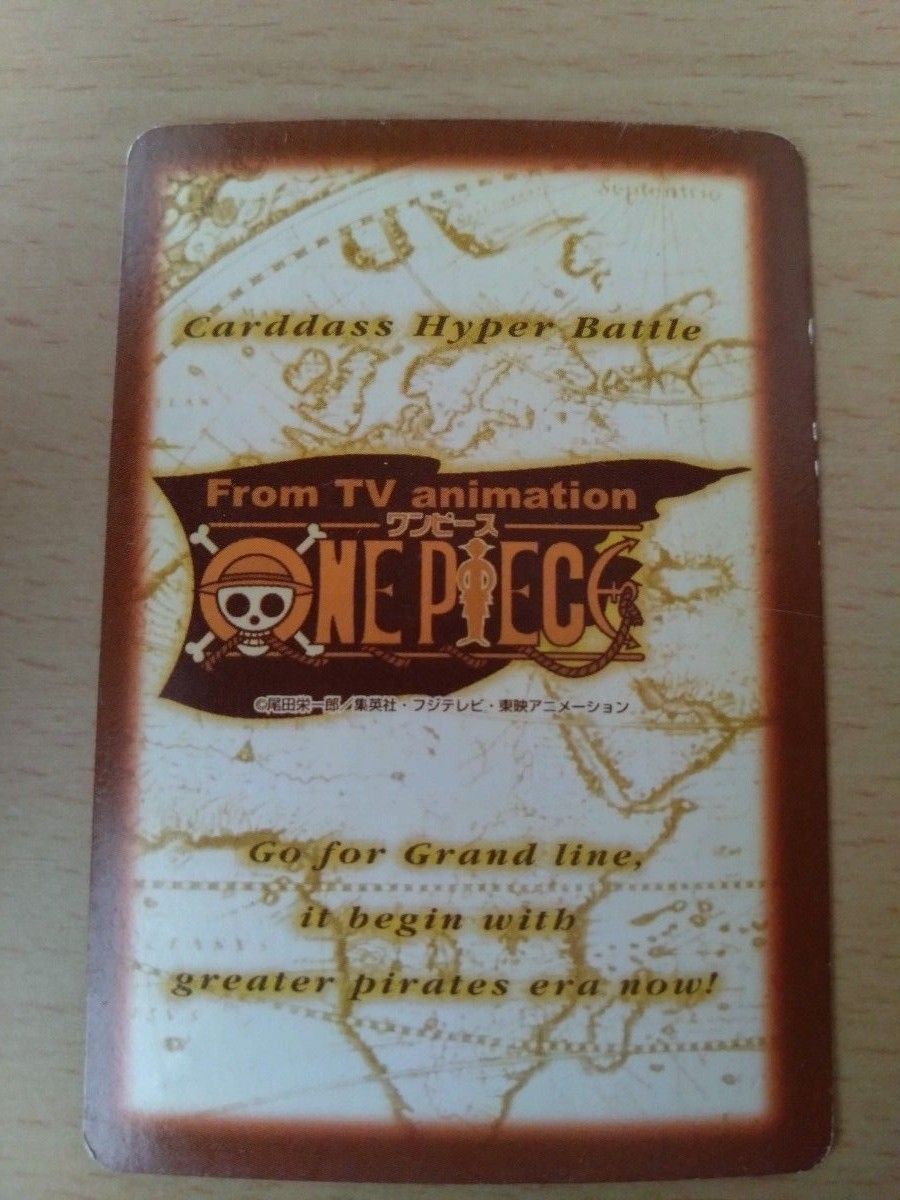 Septentrio
Carddass Hyper Battle
From TV animation
ワンピース
ONE PIECE
©尾田栄一郎／集英社・フジテレビ・東映アニメーション
Go for Grand line,
it begin with
greater pirates era now!